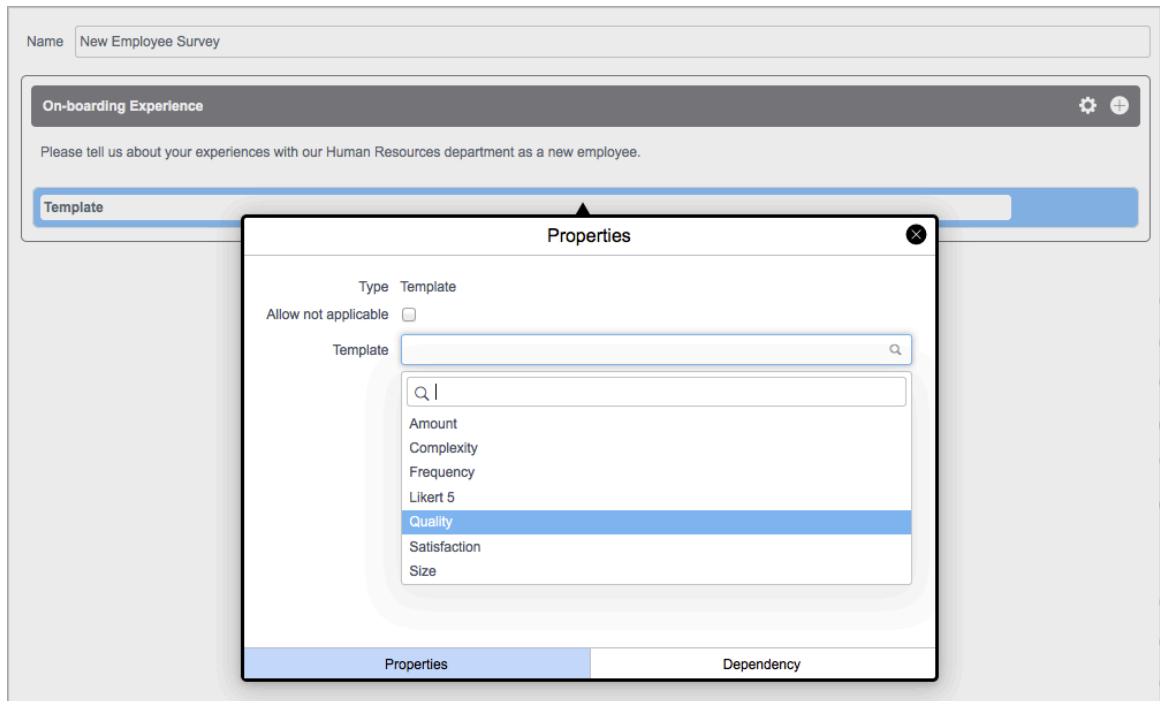 Name New Employee Survey
On-boarding Experience
Please tell us about your experiences with our Human Resources department as a new employee.
Template
Properties
Type Template
Allow not applicable
Template
Amount
Complexity
Frequency
Likert 5
Quality
Satisfaction
Size
Properties Dependency